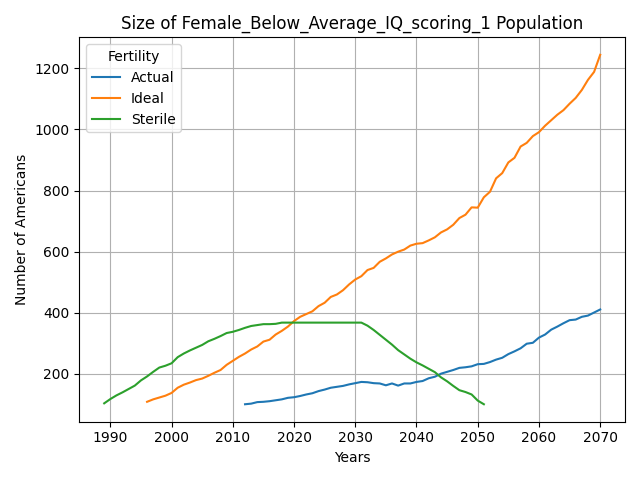 Size of Female_Below_Average_IQ_scoring_1 Population
Fertility
Actual
Ideal
Sterile
Number of Americans
1200
1000
800
600
400
200
1990 2000 2010 2020 2030 2040 2050 2060 2070
Years